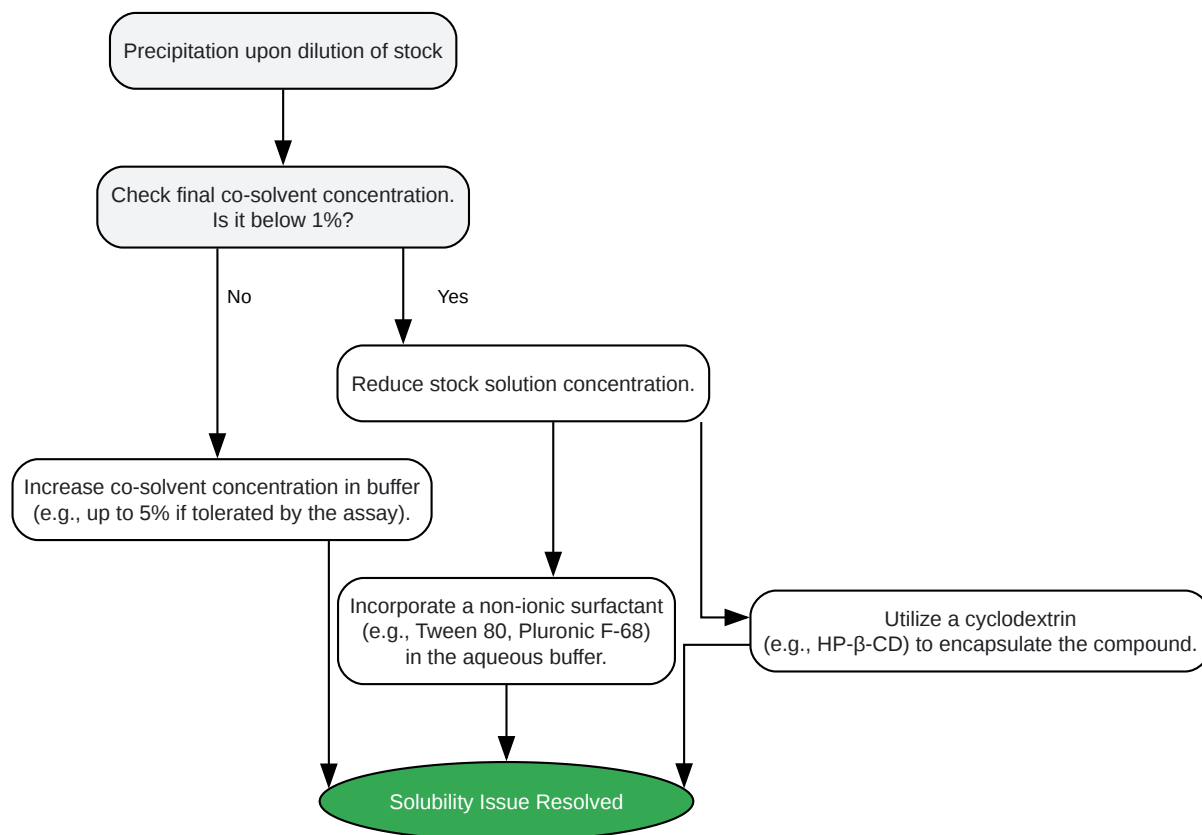 Precipitation upon dilution of stock
Check final co-solvent concentration.
Is it below 1%?
No
Yes
Reduce stock solution concentration.
Increase co-solvent concentration in buffer
(e.g., up to 5% if tolerated by the assay).
Incorporate a non-ionic surfactant
(e.g., Tween 80, Pluronic F-68)
in the aqueous buffer.
Utilize a cyclodextrin
(e.g., HP-β-CD) to encapsulate the compound.
Solubility Issue Resolved